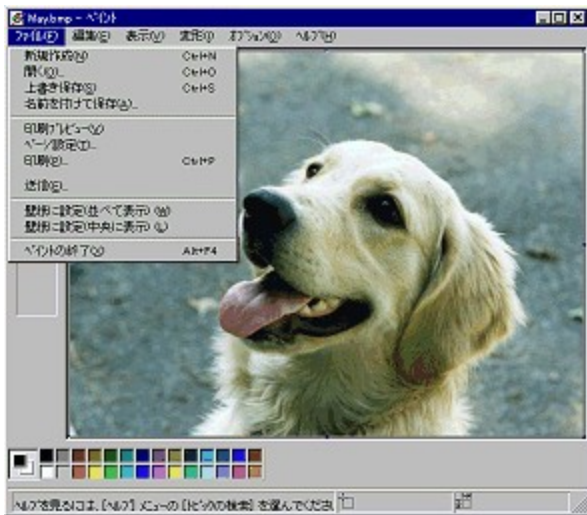 May.bmp - ペイント
ファイル(F) 編集(E) 表示(V) 変形(I) オプション(O) ヘルプ(H)
新規作成(N) Ctrl+N
開く(O)... Ctrl+O
上書き保存(S) Ctrl+S
名前を付けて保存(A)...
印刷プレビュー(V)
ページ設定(T)...
印刷(P)... Ctrl+P
送信(E)...
壁紙に設定(並べて表示) (W)
壁紙に設定(中央に表示) (L)
ペイントの終了(X) Alt+F4
ヘルプを見るには、[ヘルプ] メニューの [トピックの検索] を選んでくださ